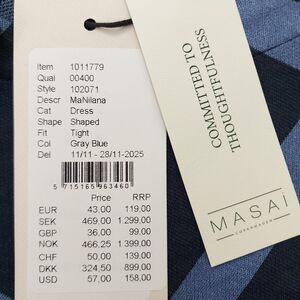 Item 1011779
Qual 00400
Style 102071
Descr MaNilana
Cat Dress
Shape Shaped
Fit Tight
Col Gray Blue
Del 11/11 - 28/11-2025
5 715165 963460
Price RRP
EUR 43,00 119,00
SEK 469,00 1.299,00
GBP 36,00 99,00
NOK 466,25 1.399,00
CHF 50,00 139,00
DKK 324,50 899,00
USD 57,00 158,00
COMMITTED TO
THOUGHTFULNESS
MASAI
COPENHAGEN